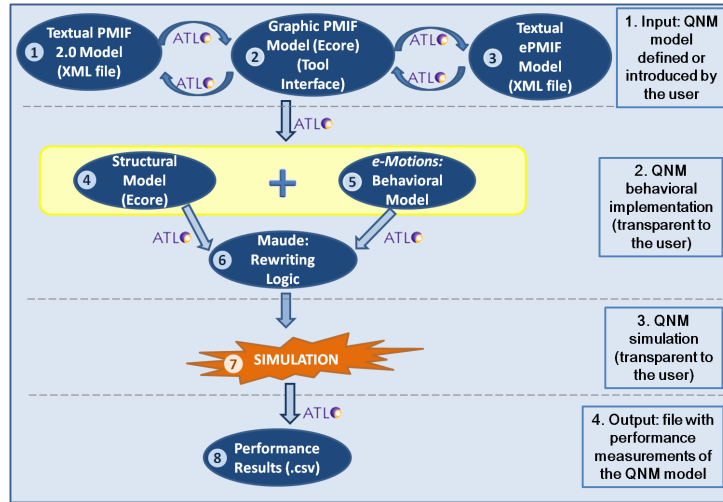 Textual PMIF
2.0 Model
(XML file)
1
ATL
ATL
Graphic PMIF
Model (Ecore)
(Tool
Interface)
2
ATL
ATL
Textual
ePMIF
Model
(XML file)
3
1. Input: QNM
model
defined or
introduced by
the user
ATL
Structural
Model
(Ecore)
4
+
e-Motions:
Behavioral
Model
5
2. QNM
behavioral
implementation
(transparent to
the user)
ATL
ATL
Maude:
Rewriting
Logic
6
3. QNM
simulation
(transparent to
the user)
7
SIMULATION
ATL
4. Output: file with
performance
measurements of
the QNM model
Performance
Results (.csv)
8